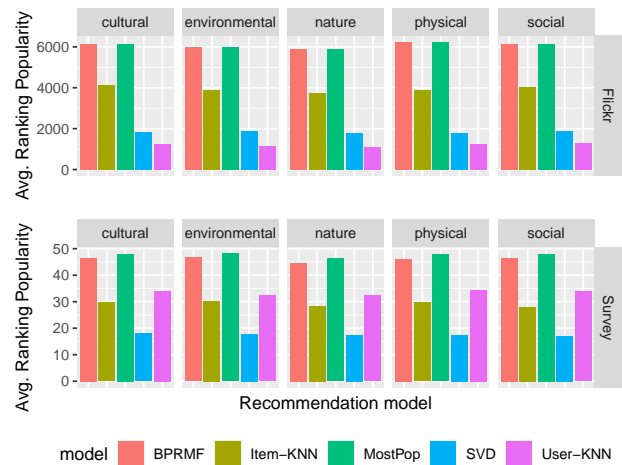 cultural environmental nature physical social
6000
4000
2000
0
Avg. Ranking Popularity
Flickr
cultural environmental nature physical social
50
40
30
20
10
0
Avg. Ranking Popularity
Survey
Recommendation model
model BPRMF Item-KNN MostPop SVD User-KNN